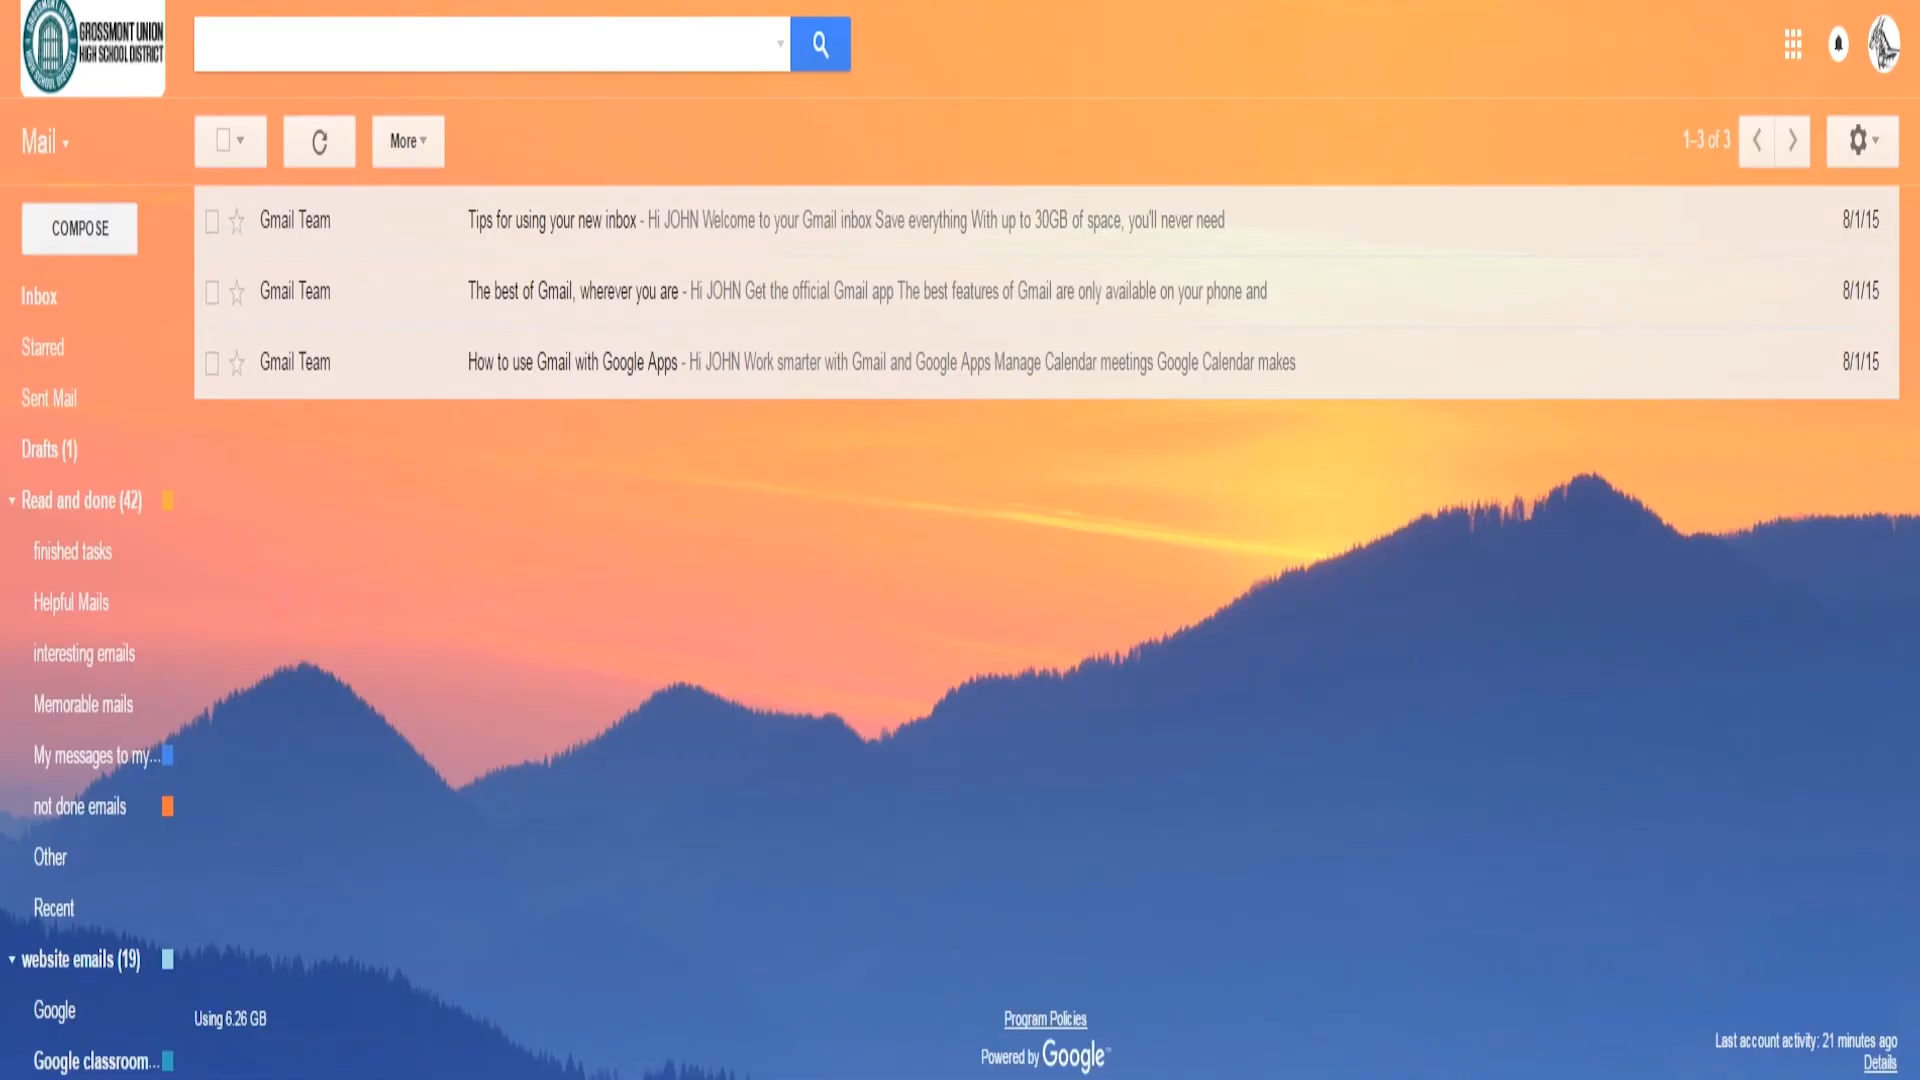 GROSSMONT UNION
HIGH SCHOOL DISTRICT
Mail
More
1–3 of 3
COMPOSE
Gmail Team Tips for using your new inbox - Hi JOHN Welcome to your Gmail inbox Save everything With up to 30GB of space, you'll never need 8/1/15
Gmail Team The best of Gmail, wherever you are - Hi JOHN Get the official Gmail app The best features of Gmail are only available on your phone and 8/1/15
Gmail Team How to use Gmail with Google Apps - Hi JOHN Work smarter with Gmail and Google Apps Manage Calendar meetings Google Calendar makes 8/1/15
Inbox
Starred
Sent Mail
Drafts (1)
Read and done (42)
finished tasks
Helpful Mails
interesting emails
Memorable mails
My messages to my...
not done emails
Other
Recent
website emails (19)
Google
Google classroom...
Using 6.26 GB
Program Policies
Powered by Google™
Last account activity: 21 minutes ago
Details